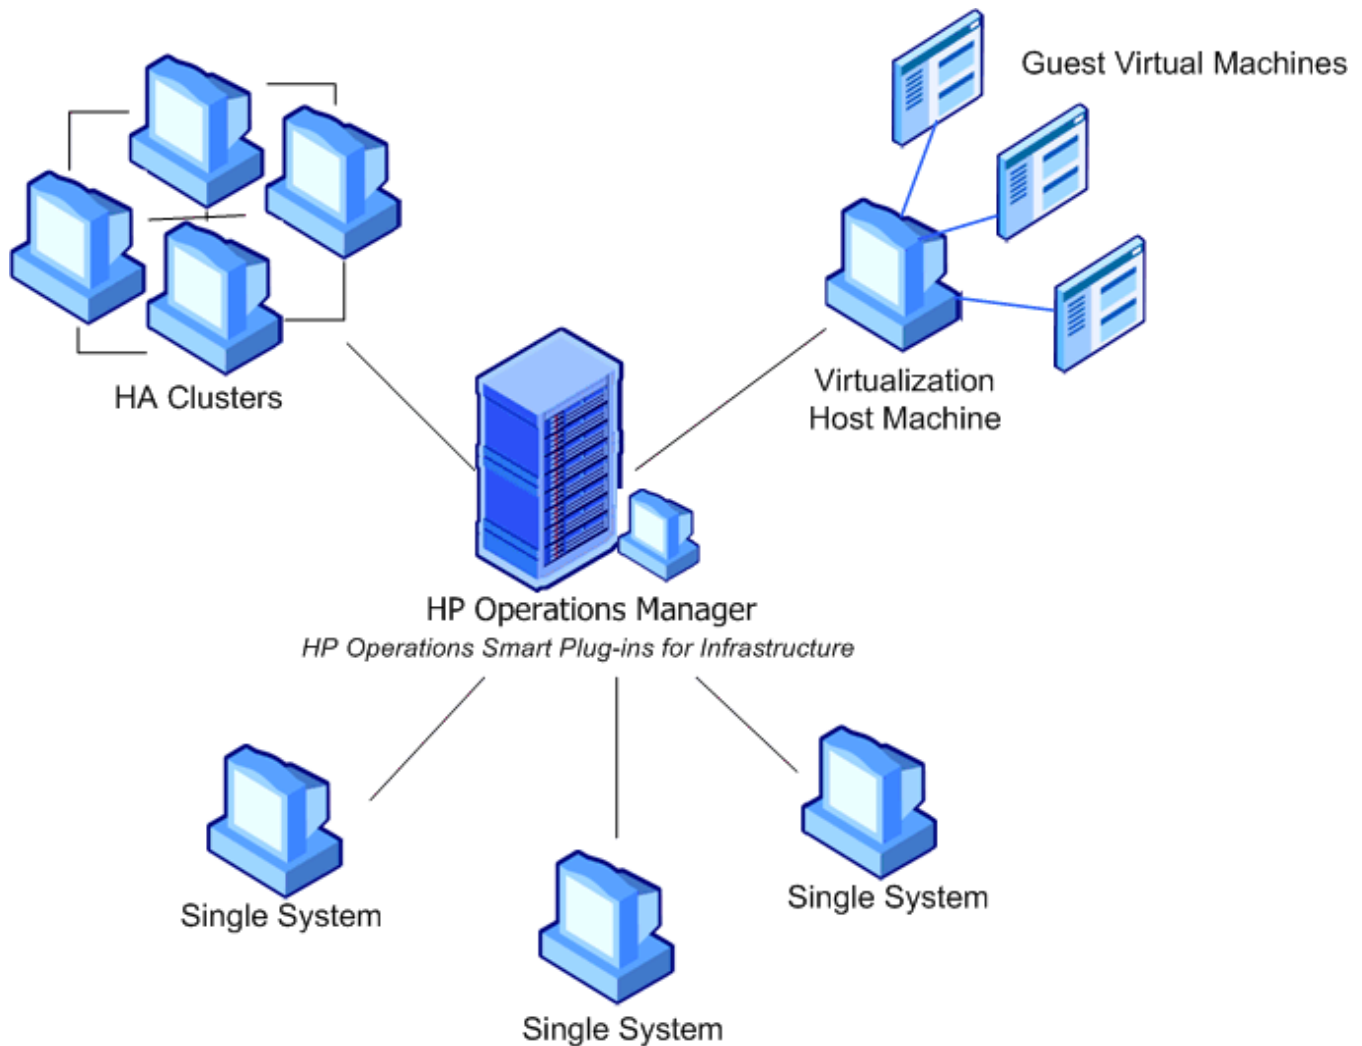 Guest Virtual Machines
HA Clusters
Virtualization
Host Machine
HP Operations Manager
HP Operations Smart Plug-ins for Infrastructure
Single System
Single System
Single System